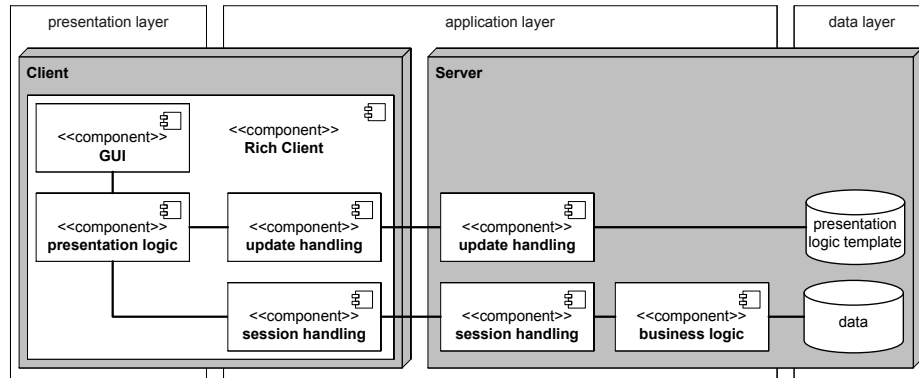 presentation layer
application layer
data layer
Client
Server
<<component>>
GUI
<<component>>
Rich Client
<<component>>
presentation logic
<<component>>
update handling
<<component>>
update handling
presentation
logic template
<<component>>
session handling
<<component>>
session handling
<<component>>
business logic
data